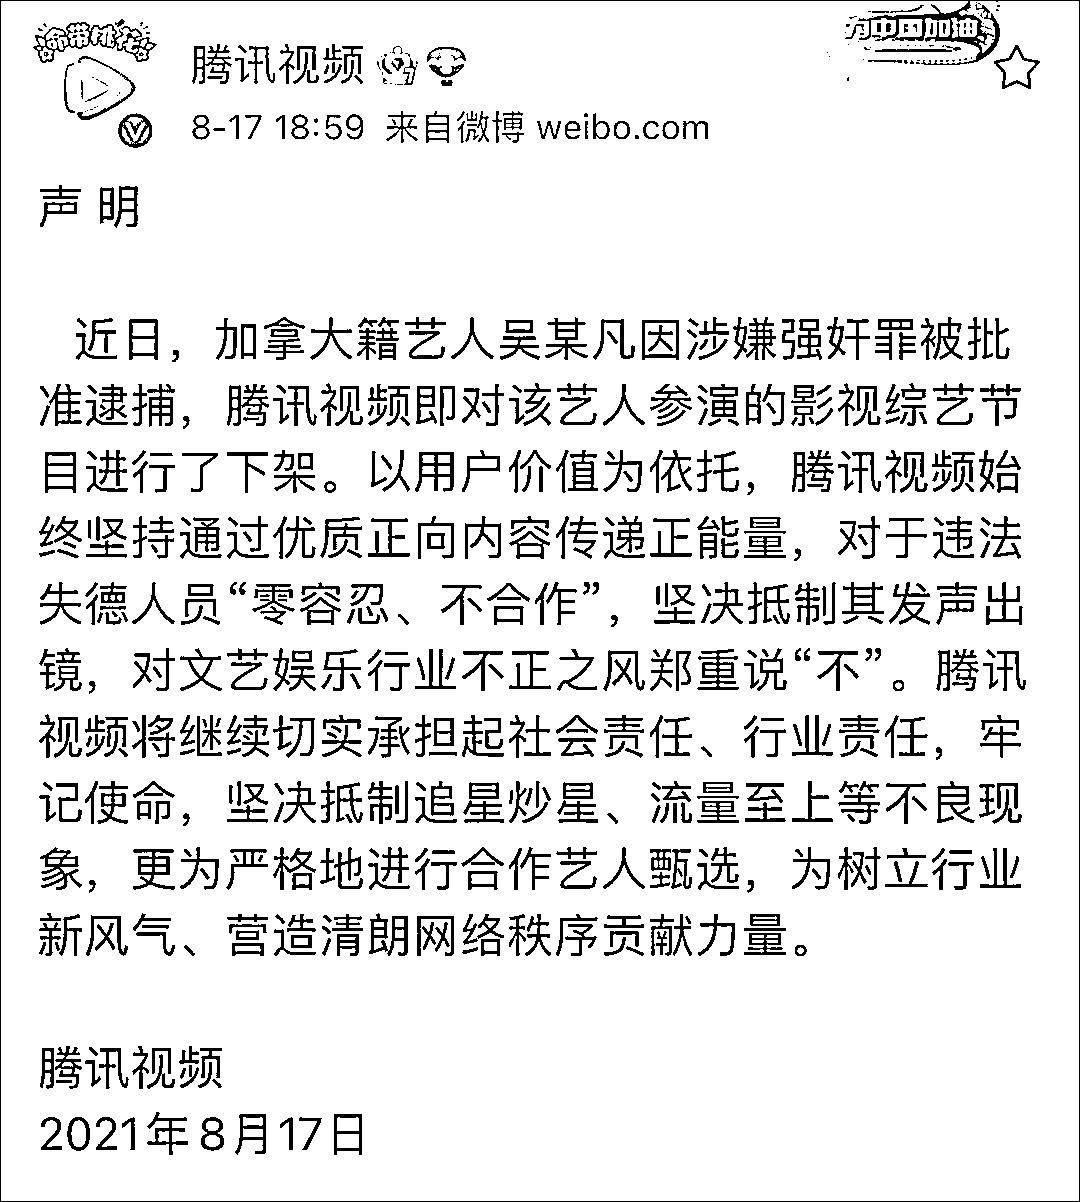 命带桃花
为中国加油
腾讯视频
8-17 18:59 来自微博 weibo.com
声 明
近日，加拿大籍艺人吴某凡因涉嫌强奸罪被批
准逮捕，腾讯视频即对该艺人参演的影视综艺节
目进行了下架。以用户价值为依托，腾讯视频始
终坚持通过优质正向内容传递正能量，对于违法
失德人员“零容忍、不合作”，坚决抵制其发声出
镜，对文艺娱乐行业不正之风郑重说“不”。腾讯
视频将继续切实承担起社会责任、行业责任，牢
记使命，坚决抵制追星炒星、流量至上等不良现
象，更为严格地进行合作艺人甄选，为树立行业
新风气、营造清朗网络秩序贡献力量。
腾讯视频
2021年8月17日